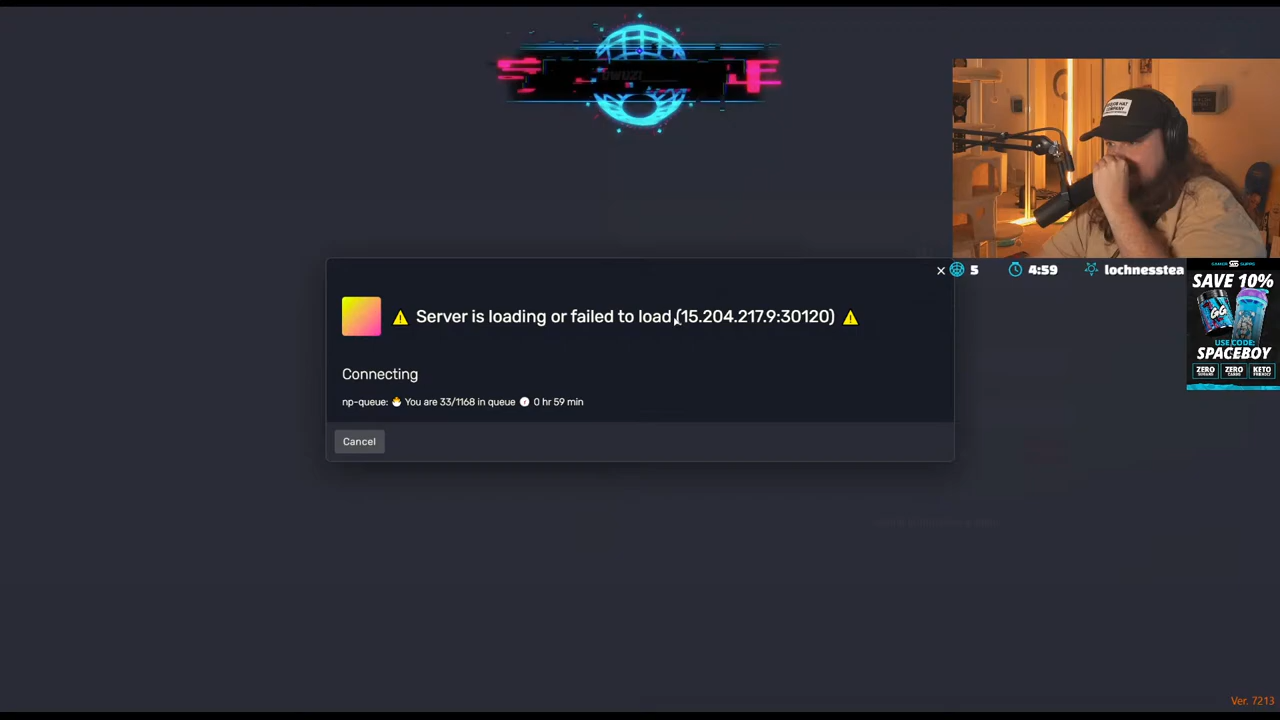 5
4:59
lochnesstea
SAVE 10%
USE CODE:
SPACEBOY
ZERO
ZERO
KETO
FRIENDLY
⚠ Server is loading or failed to load (15.204.217.9:30120) ⚠
Connecting
np-queue: 🐣 You are 33/1168 in queue 🕛 0 hr 59 min
Cancel
Ver. 7213